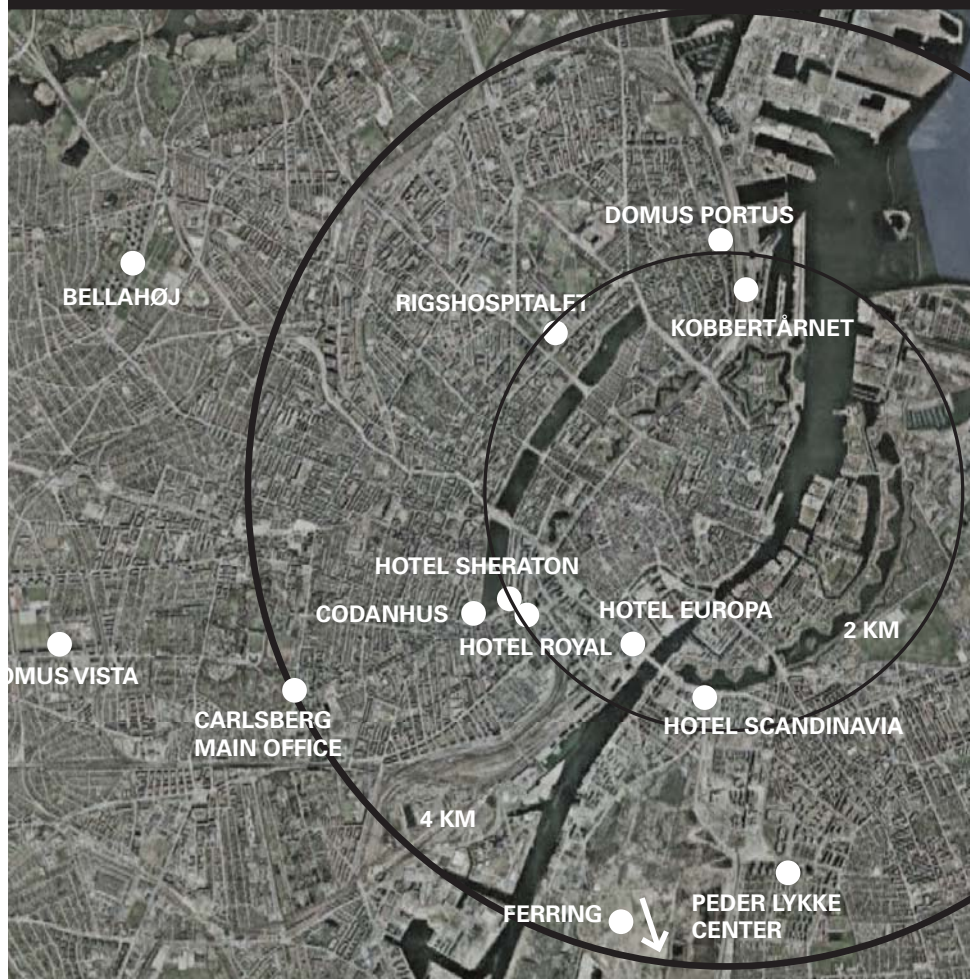 DOMUS PORTUS
BELLAHØJ
RIGSHOSPITALET
KOBBERTÅRNET
HOTEL SHERATON
CODANHUS
HOTEL EUROPA
2 KM
HOTEL ROYAL
OMUS VISTA
CARLSBERG
MAIN OFFICE
HOTEL SCANDINAVIA
4 KM
FERRING
PEDER LYKKE
CENTER